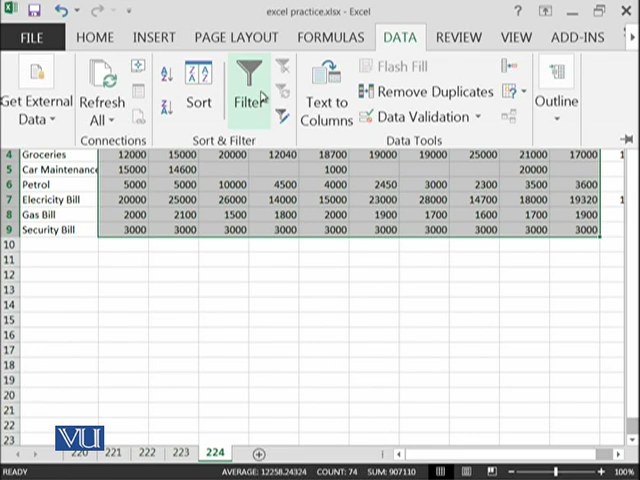 excel practice.xlsx - Excel
FILE HOME INSERT PAGE LAYOUT FORMULAS DATA REVIEW VIEW ADD-INS
Get External Data
Refresh All
Connections
Sort
Filter
Sort & Filter
Text to Columns
Flash Fill
Remove Duplicates
Data Validation
Data Tools
Outline
4 Groceries 12000 15000 20000 12040 18700 19000 19000 25000 21000 17000 1
5 Car Maintenance 15000 14600 1000 20000
6 Petrol 5000 5000 10000 4500 4000 2450 3000 2300 3500 3600
7 Elecricity Bill 20000 25000 26000 14000 15000 23000 28000 14700 18000 19320 1
8 Gas Bill 2000 2100 1500 1800 2000 1900 1700 1600 1700 1900
9 Security Bill 3000 3000 3000 3000 3000 3000 3000 3000 3000 3000
10
11
12
13
14
15
16
17
18
19
20
21
22
23
VU
220 221 222 223 224
READY AVERAGE: 12258.24324 COUNT: 74 SUM: 907110 100%